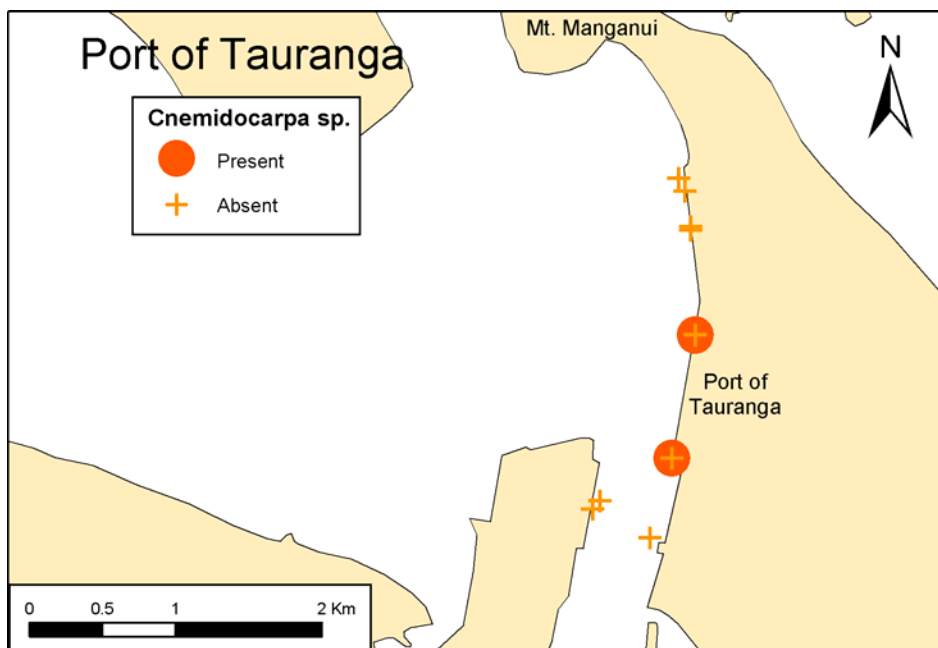 Mt. Manganui
Port of Tauranga
N
Cnemidocarpa sp.
Present
Absent
Port of
Tauranga
0 0.5 1 2 Km